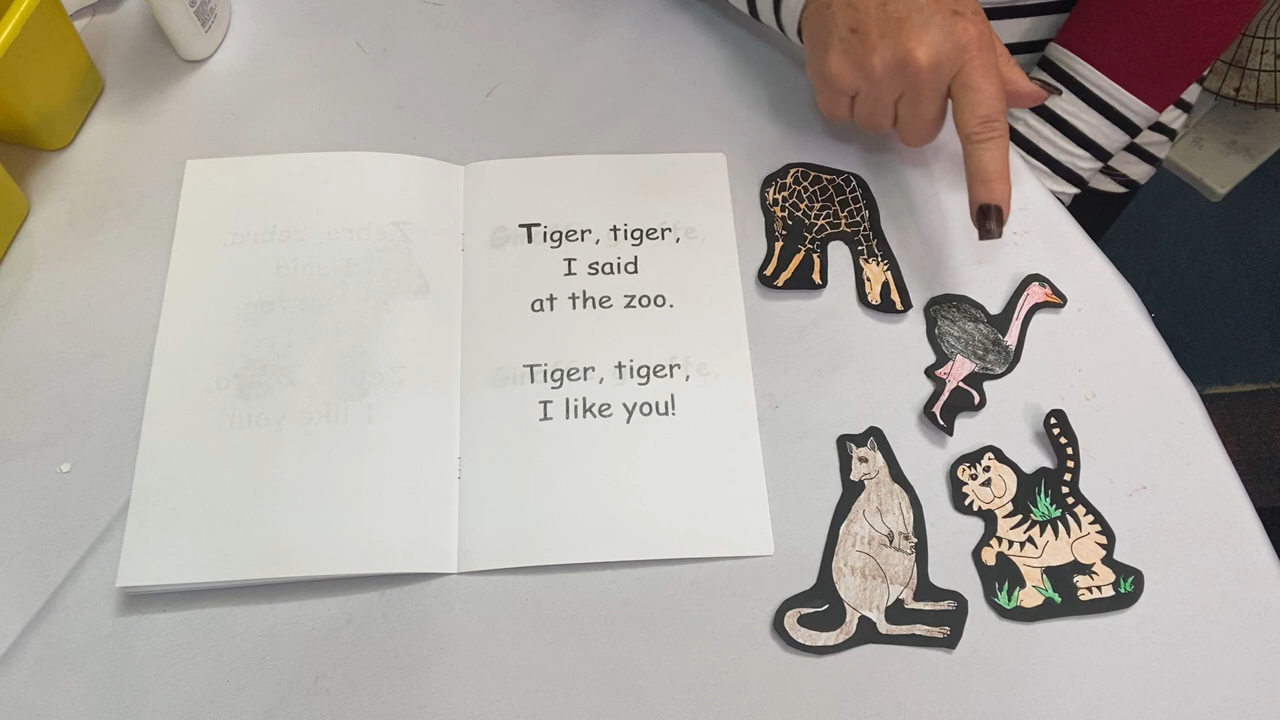 Tiger, tiger,
I said
at the zoo.
Tiger, tiger,
I like you!